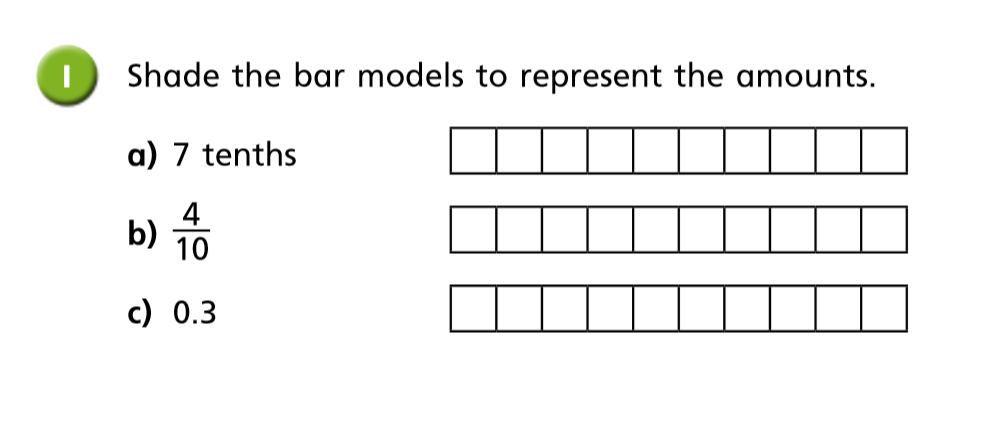 1 Shade the bar models to represent the amounts.
a) 7 tenths
b) 4/10
c) 0.3